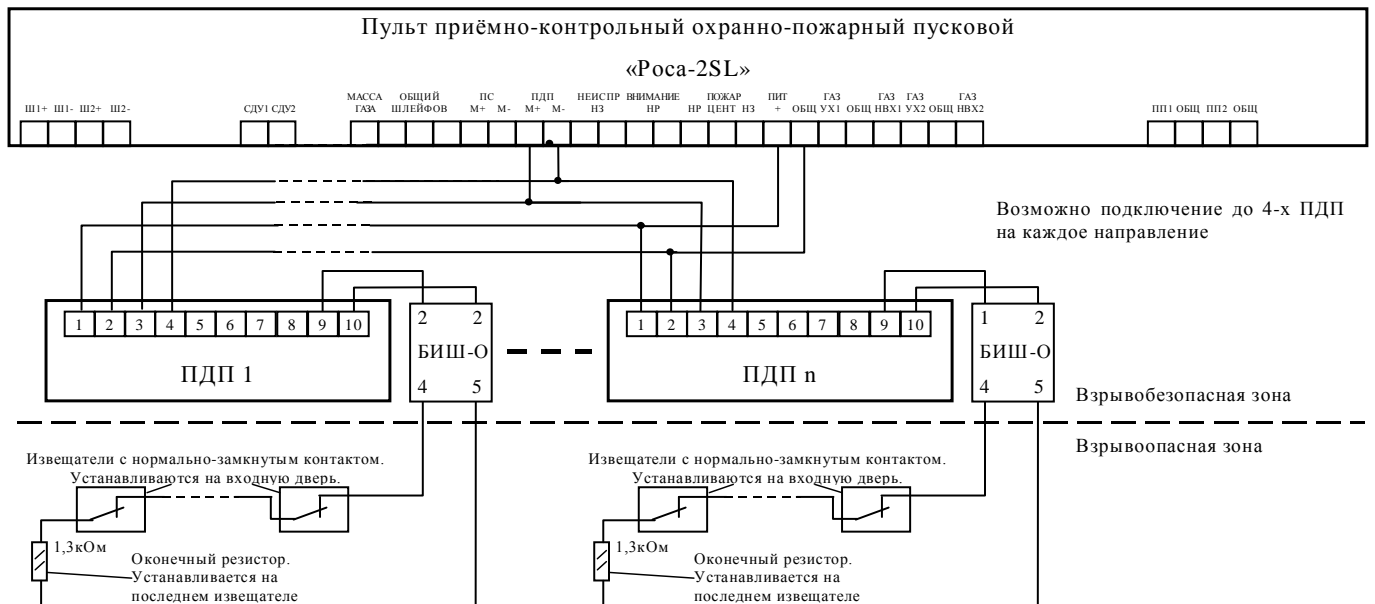 Пульт приёмно-контрольный охранно-пожарный пусковой
«Роса-2SL»
Ш1+ Ш1- Ш2+ Ш2-
СДУ1 СДУ2
МАССА ГАЗА
ОБЩИЙ ШЛЕЙФОВ
ПС
М+ М-
ПДП
М+ М-
НЕИСПР НЗ
ВНИМАНИЕ НР
ПОЖАР
НР ЦЕНТ НЗ
ПИТ +
ОБЩ
ГАЗ УХ1
ОБЩ
ГАЗ НВХ1
ГАЗ УХ2
ОБЩ
ГАЗ НВХ2
ПП1 ОБЩ ПП2 ОБЩ
Возможно подключение до 4-х ПДП
на каждое направление
1 2 3 4 5 6 7 8 9 10
ПДП 1
2 2
БИШ-О
4 5
1 2 3 4 5 6 7 8 9 10
ПДП n
1 2
БИШ-О
4 5
Взрывобезопасная зона
Взрывоопасная зона
Извещатели с нормально-замкнутым контактом.
Устанавливаются на входную дверь.
1,3кОм
Оконечный резистор.
Устанавливается на
последнем извещателе
Извещатели с нормально-замкнутым контактом.
Устанавливаются на входную дверь.
1,3кОм
Оконечный резистор.
Устанавливается на
последнем извещателе